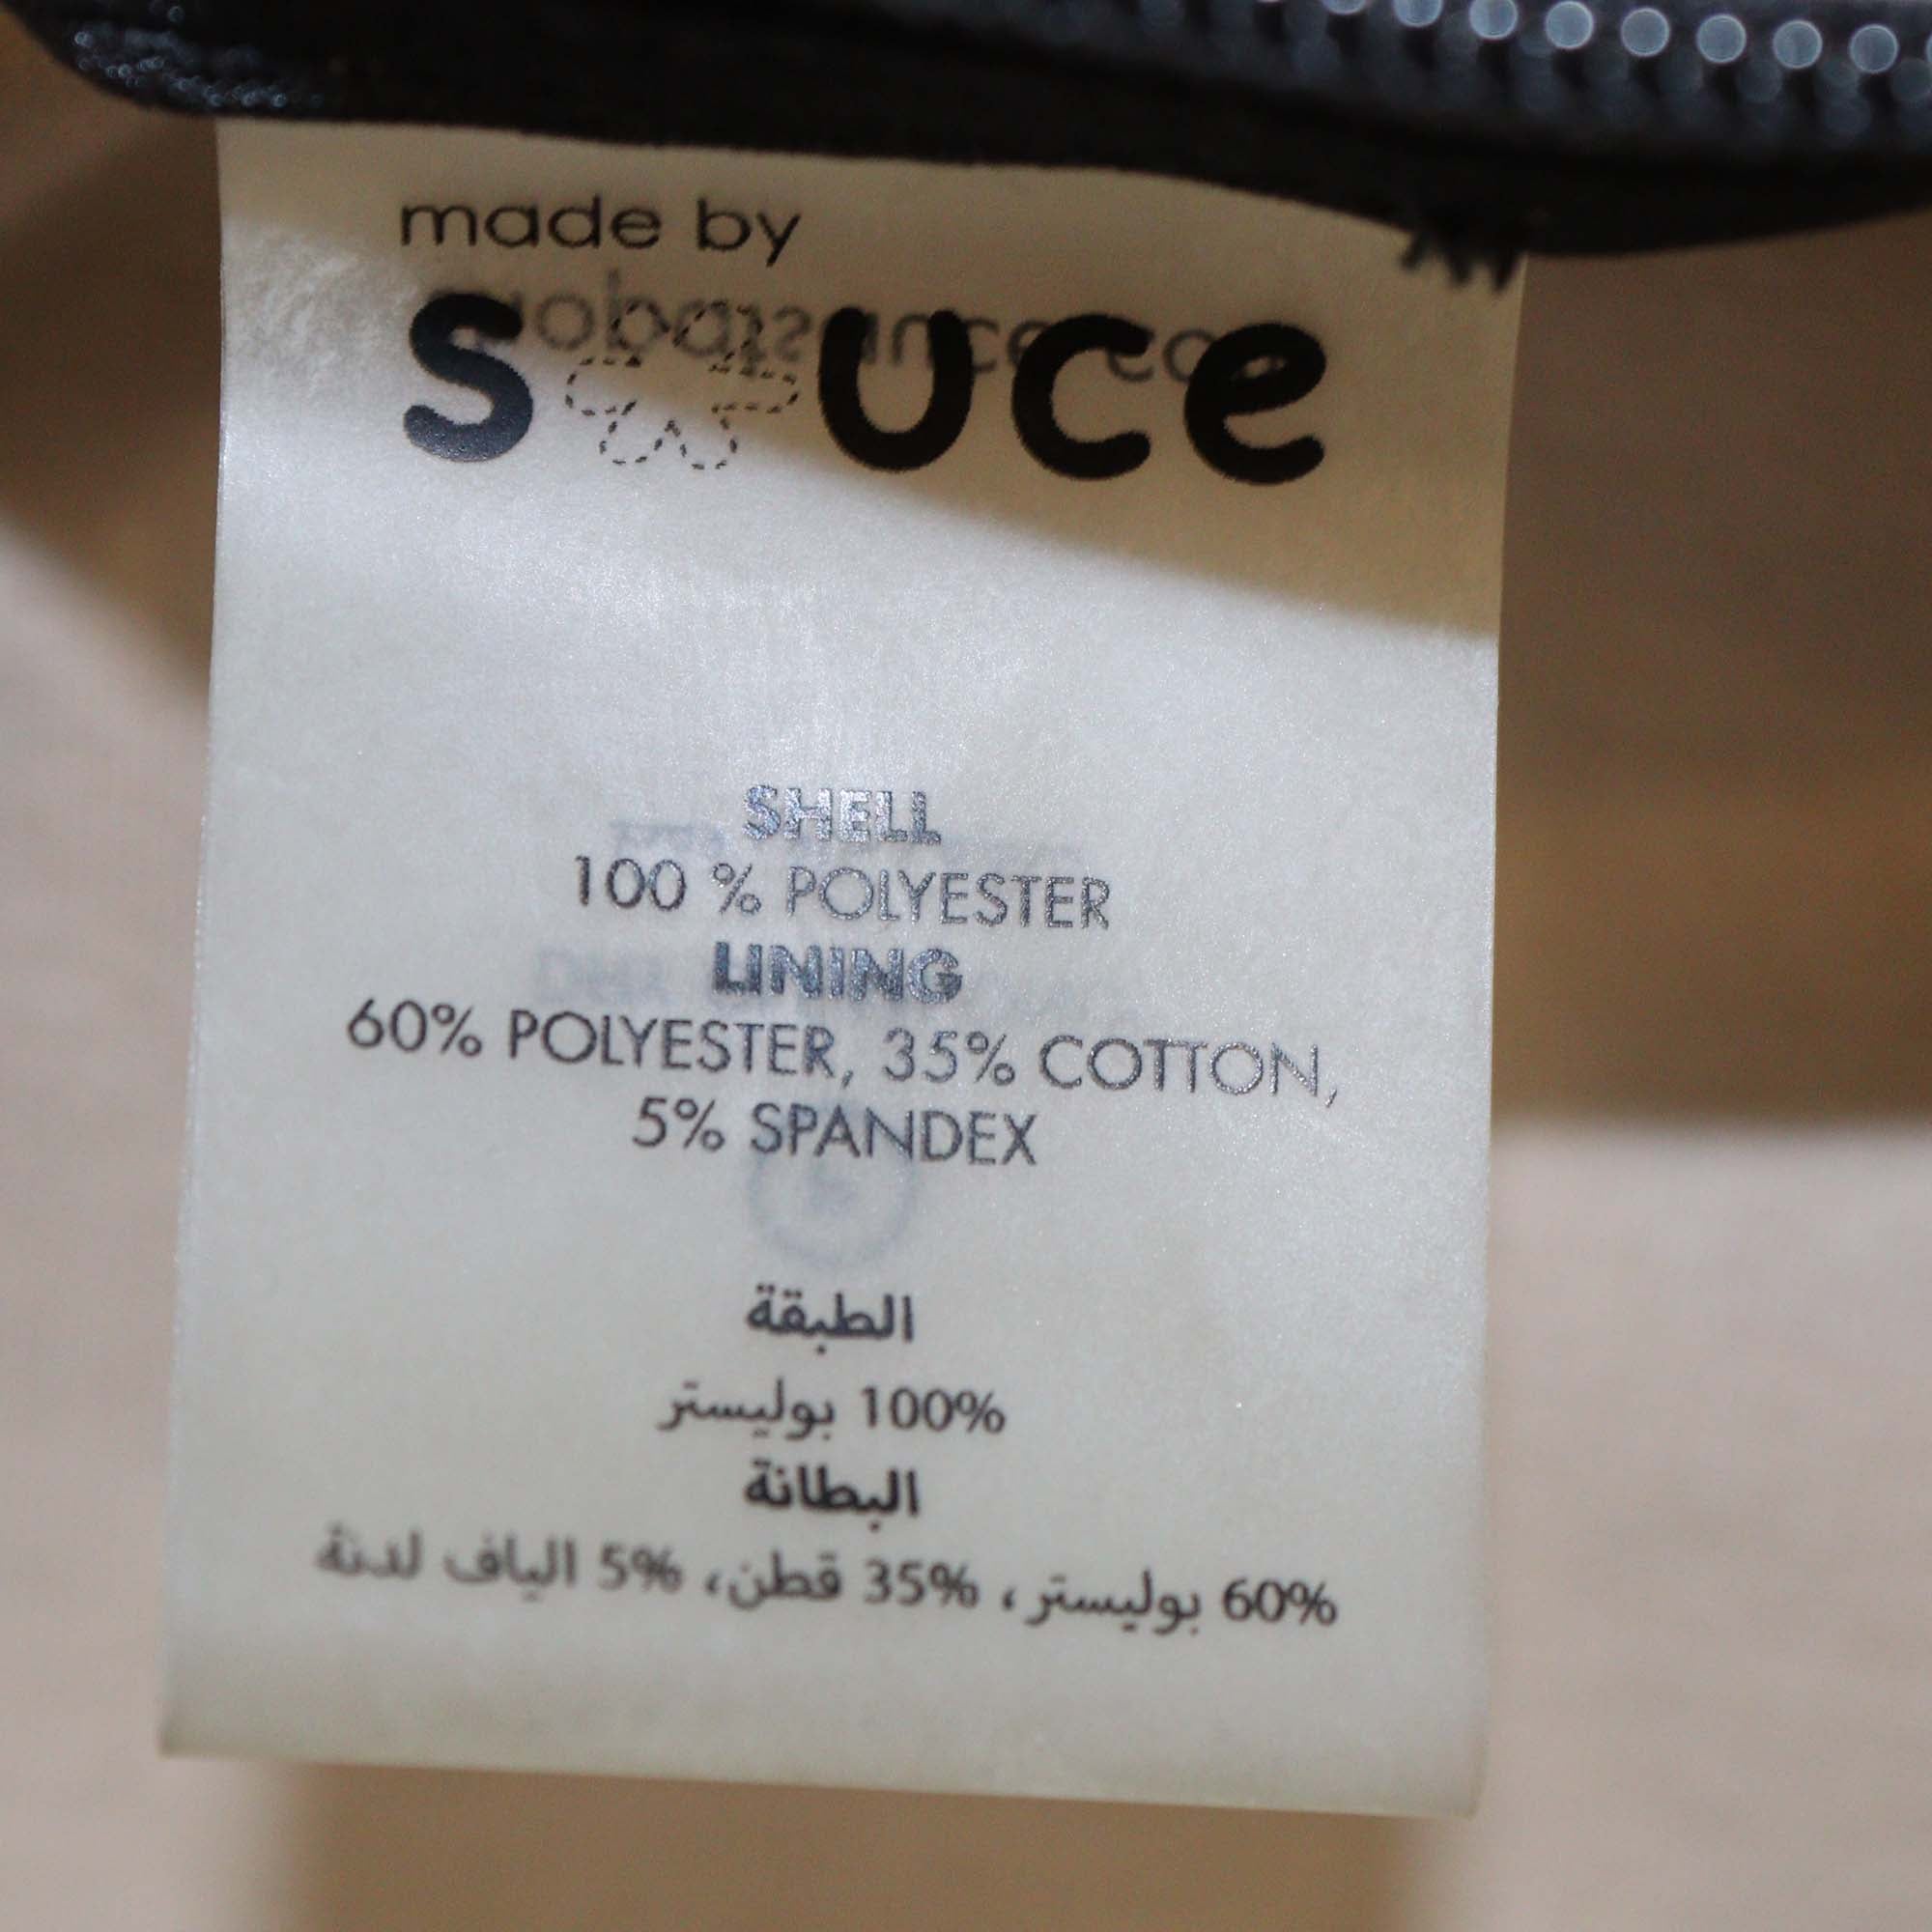 made by
s uce
SHELL
100 % POLYESTER
LINING
60% POLYESTER, 35% COTTON,
5% SPANDEX
الطبقة
100% بوليستر
البطانة
60% بوليستر، 35% قطن، 5% الياف لدنة